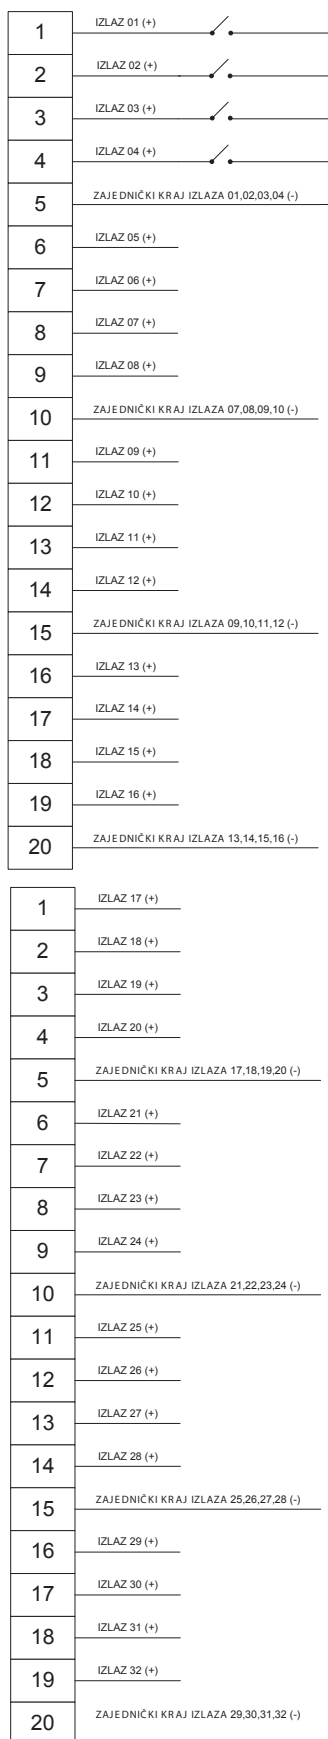 1 IZLAZ 01 (+)
2 IZLAZ 02 (+)
3 IZLAZ 03 (+)
4 IZLAZ 04 (+)
5 ZAJEDNIČKI KRAJ IZLAZA 01,02,03,04 (-)
6 IZLAZ 05 (+)
7 IZLAZ 06 (+)
8 IZLAZ 07 (+)
9 IZLAZ 08 (+)
10 ZAJEDNIČKI KRAJ IZLAZA 07,08,09,10 (-)
11 IZLAZ 09 (+)
12 IZLAZ 10 (+)
13 IZLAZ 11 (+)
14 IZLAZ 12 (+)
15 ZAJEDNIČKI KRAJ IZLAZA 09,10,11,12 (-)
16 IZLAZ 13 (+)
17 IZLAZ 14 (+)
18 IZLAZ 15 (+)
19 IZLAZ 16 (+)
20 ZAJEDNIČKI KRAJ IZLAZA 13,14,15,16 (-)
1 IZLAZ 17 (+)
2 IZLAZ 18 (+)
3 IZLAZ 19 (+)
4 IZLAZ 20 (+)
5 ZAJEDNIČKI KRAJ IZLAZA 17,18,19,20 (-)
6 IZLAZ 21 (+)
7 IZLAZ 22 (+)
8 IZLAZ 23 (+)
9 IZLAZ 24 (+)
10 ZAJEDNIČKI KRAJ IZLAZA 21,22,23,24 (-)
11 IZLAZ 25 (+)
12 IZLAZ 26 (+)
13 IZLAZ 27 (+)
14 IZLAZ 28 (+)
15 ZAJEDNIČKI KRAJ IZLAZA 25,26,27,28 (-)
16 IZLAZ 29 (+)
17 IZLAZ 30 (+)
18 IZLAZ 31 (+)
19 IZLAZ 32 (+)
20 ZAJEDNIČKI KRAJ IZLAZA 29,30,31,32 (-)